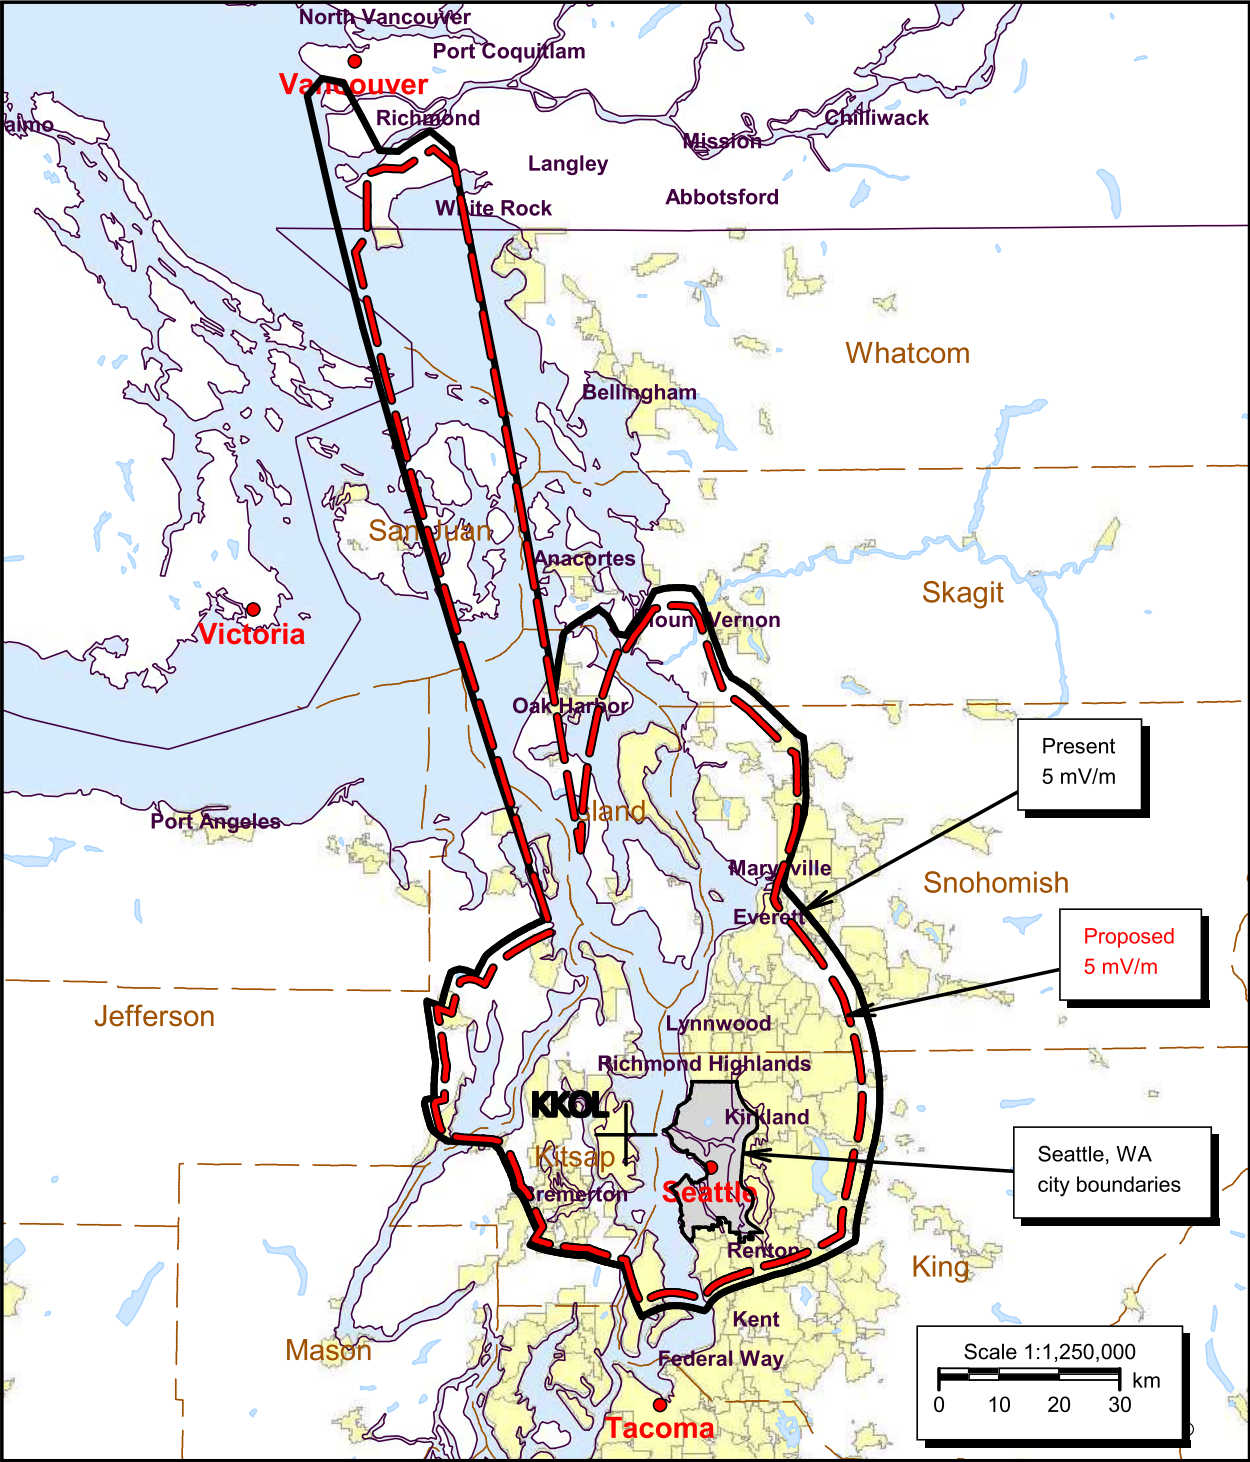 North Vancouver
Port Coquitlam
Vancouver
aimo
Richmond
Chilliwack
Mission
Langley
Abbotsford
White Rock
Whatcom
Bellingham
San Juan
Anacortes
Skagit
Victoria
Mount Vernon
Oak Harbor
Present
5 mV/m
Island
Port Angeles
Marysville
Snohomish
Everett
Proposed
5 mV/m
Jefferson
Lynnwood
Richmond Highlands
KKOL
Kirkland
Kitsap
Seattle, WA
city boundaries
Bremerton
Seattle
Renton
King
Kent
Mason
Federal Way
Scale 1:1,250,000
km
0 10 20 30
Tacoma